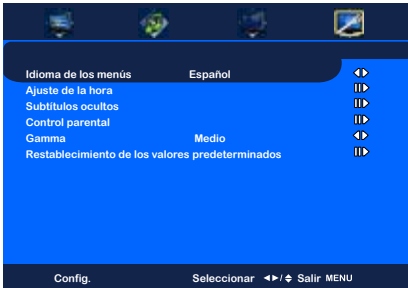 Idioma de los menús Español
Ajuste de la hora
Subtítulos ocultos
Control parental
Gamma Medio
Restablecimiento de los valores predeterminados
Config. Seleccionar ◄►/⬍ Salir MENU